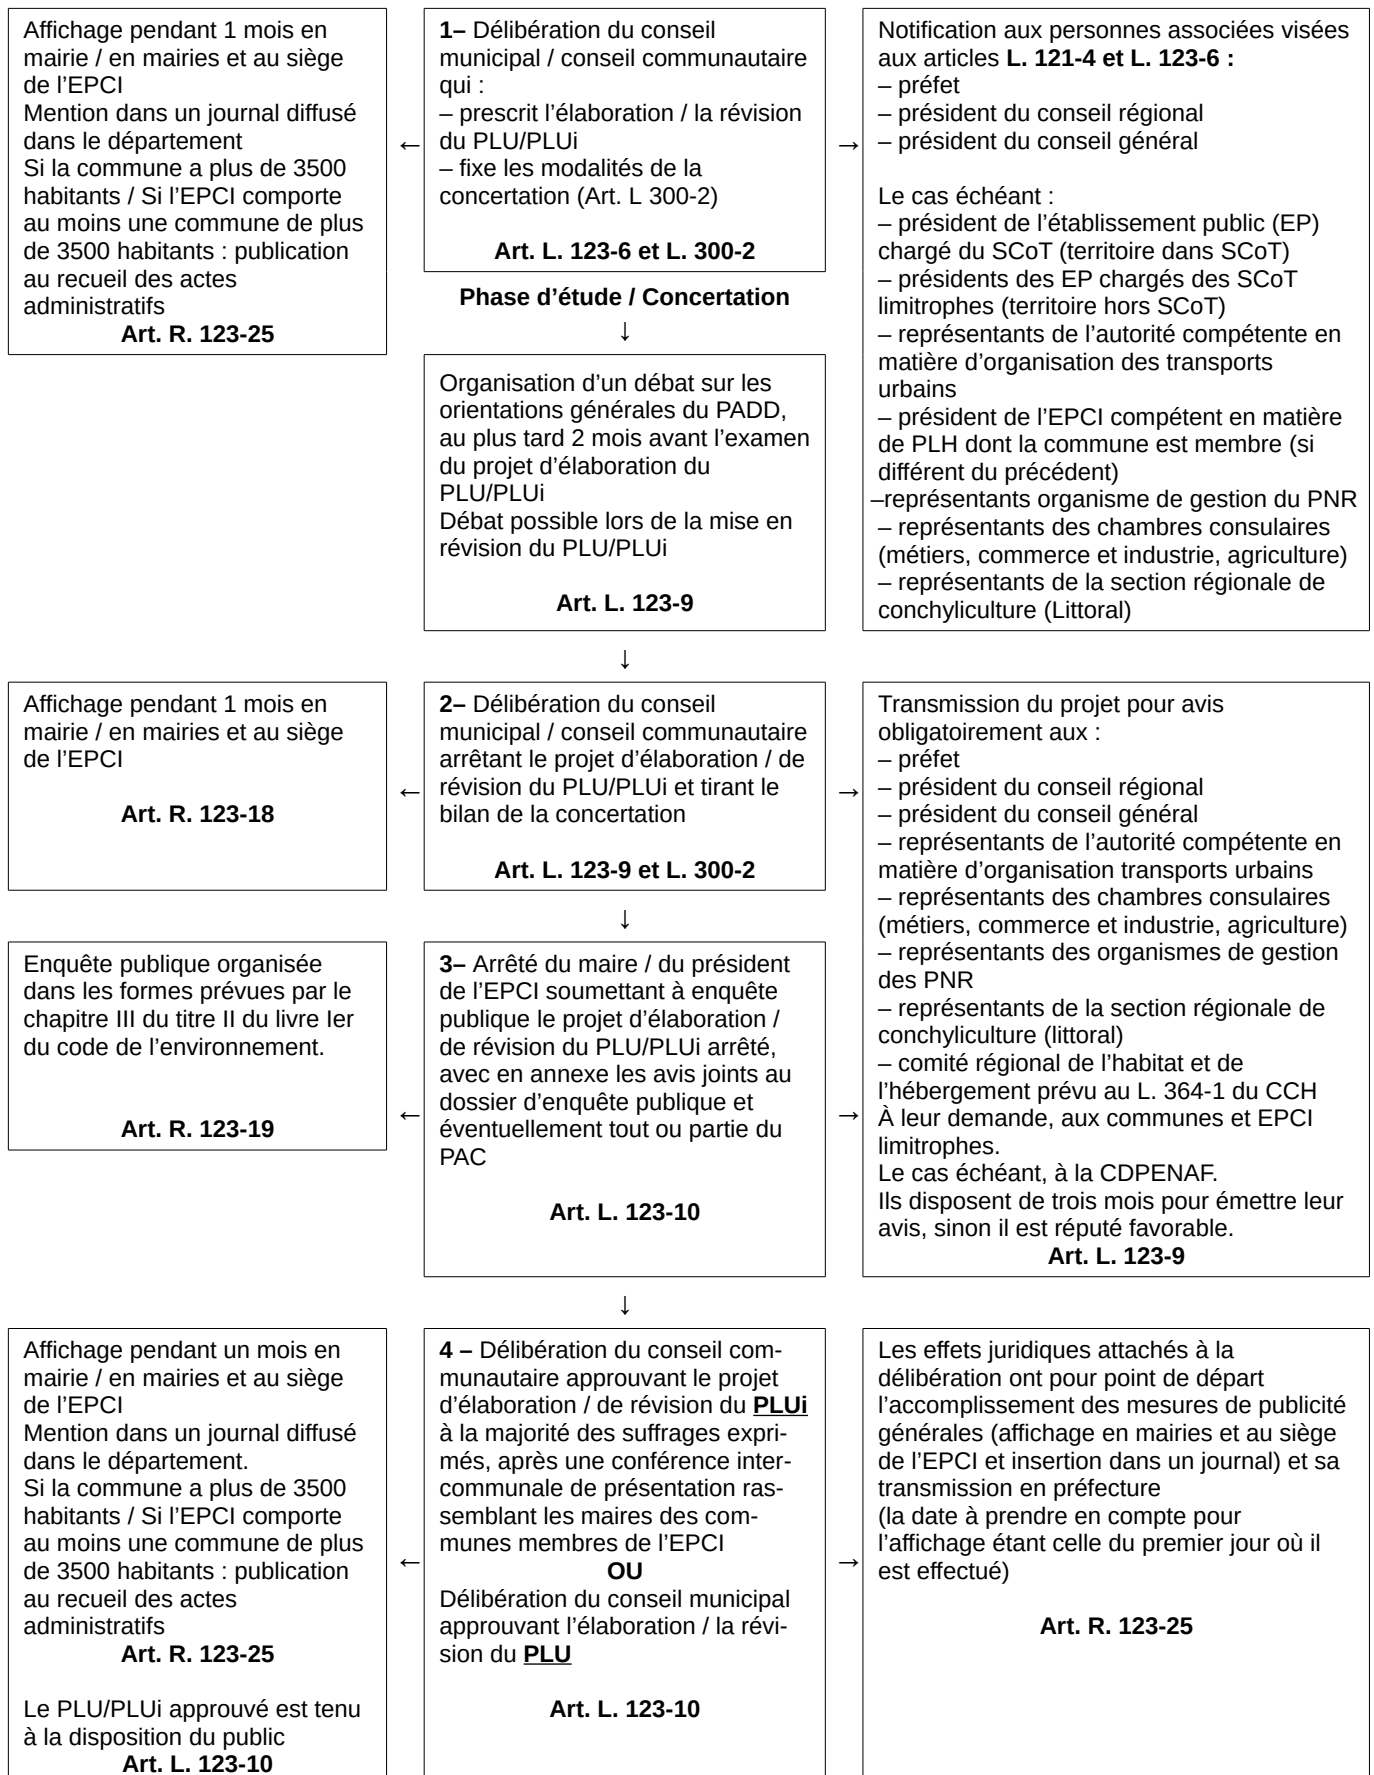 Affichage pendant 1 mois en
mairie / en mairies et au siège
de l'EPCI
Mention dans un journal diffusé
dans le département
Si la commune a plus de 3500
habitants / Si l'EPCI comporte
au moins une commune de plus
de 3500 habitants : publication
au recueil des actes
administratifs
Art. R. 123-25
←
1– Délibération du conseil
municipal / conseil communautaire
qui :
– prescrit l'élaboration / la révision
du PLU/PLUi
– fixe les modalités de la
concertation (Art. L 300-2)
Art. L. 123-6 et L. 300-2
→
Notification aux personnes associées visées
aux articles L. 121-4 et L. 123-6 :
– préfet
– président du conseil régional
– président du conseil général
Le cas échéant :
– président de l'établissement public (EP)
chargé du SCoT (territoire dans SCoT)
– présidents des EP chargés des SCoT
limitrophes (territoire hors SCoT)
– représentants de l'autorité compétente en
matière d'organisation des transports
urbains
– président de l'EPCI compétent en matière
de PLH dont la commune est membre (si
différent du précédent)
–représentants organisme de gestion du PNR
– représentants des chambres consulaires
(métiers, commerce et industrie, agriculture)
– représentants de la section régionale de
conchyliculture (Littoral)
Phase d'étude / Concertation
↓
Organisation d'un débat sur les
orientations générales du PADD,
au plus tard 2 mois avant l'examen
du projet d'élaboration du
PLU/PLUi
Débat possible lors de la mise en
révision du PLU/PLUi
Art. L. 123-9
↓
Affichage pendant 1 mois en
mairie / en mairies et au siège
de l'EPCI
Art. R. 123-18
←
2– Délibération du conseil
municipal / conseil communautaire
arrêtant le projet d'élaboration / de
révision du PLU/PLUi et tirant le
bilan de la concertation
Art. L. 123-9 et L. 300-2
→
Transmission du projet pour avis
obligatoirement aux :
– préfet
– président du conseil régional
– président du conseil général
– représentants de l'autorité compétente en
matière d'organisation transports urbains
– représentants des chambres consulaires
(métiers, commerce et industrie, agriculture)
– représentants des organismes de gestion
des PNR
– représentants de la section régionale de
conchyliculture (littoral)
– comité régional de l'habitat et de
l'hébergement prévu au L. 364-1 du CCH
À leur demande, aux communes et EPCI
limitrophes.
Le cas échéant, à la CDPENAF.
Ils disposent de trois mois pour émettre leur
avis, sinon il est réputé favorable.
Art. L. 123-9
↓
Enquête publique organisée
dans les formes prévues par le
chapitre III du titre II du livre Ier
du code de l'environnement.
Art. R. 123-19
←
3– Arrêté du maire / du président
de l'EPCI soumettant à enquête
publique le projet d'élaboration /
de révision du PLU/PLUi arrêté,
avec en annexe les avis joints au
dossier d'enquête publique et
éventuellement tout ou partie du
PAC
Art. L. 123-10
→
↓
Affichage pendant un mois en
mairie / en mairies et au siège
de l'EPCI
Mention dans un journal diffusé
dans le département.
Si la commune a plus de 3500
habitants / Si l'EPCI comporte
au moins une commune de plus
de 3500 habitants : publication
au recueil des actes
administratifs
Art. R. 123-25
Le PLU/PLUi approuvé est tenu
à la disposition du public
Art. L. 123-10
←
4 – Délibération du conseil com-
munautaire approuvant le projet
d'élaboration / de révision du PLUi
à la majorité des suffrages expri-
més, après une conférence inter-
communale de présentation ras-
semblant les maires des com-
munes membres de l'EPCI
OU
Délibération du conseil municipal
approuvant l'élaboration / la révi-
sion du PLU
Art. L. 123-10
→
Les effets juridiques attachés à la
délibération ont pour point de départ
l'accomplissement des mesures de publicité
générales (affichage en mairies et au siège
de l'EPCI et insertion dans un journal) et sa
transmission en préfecture
(la date à prendre en compte pour
l'affichage étant celle du premier jour où il
est effectué)
Art. R. 123-25